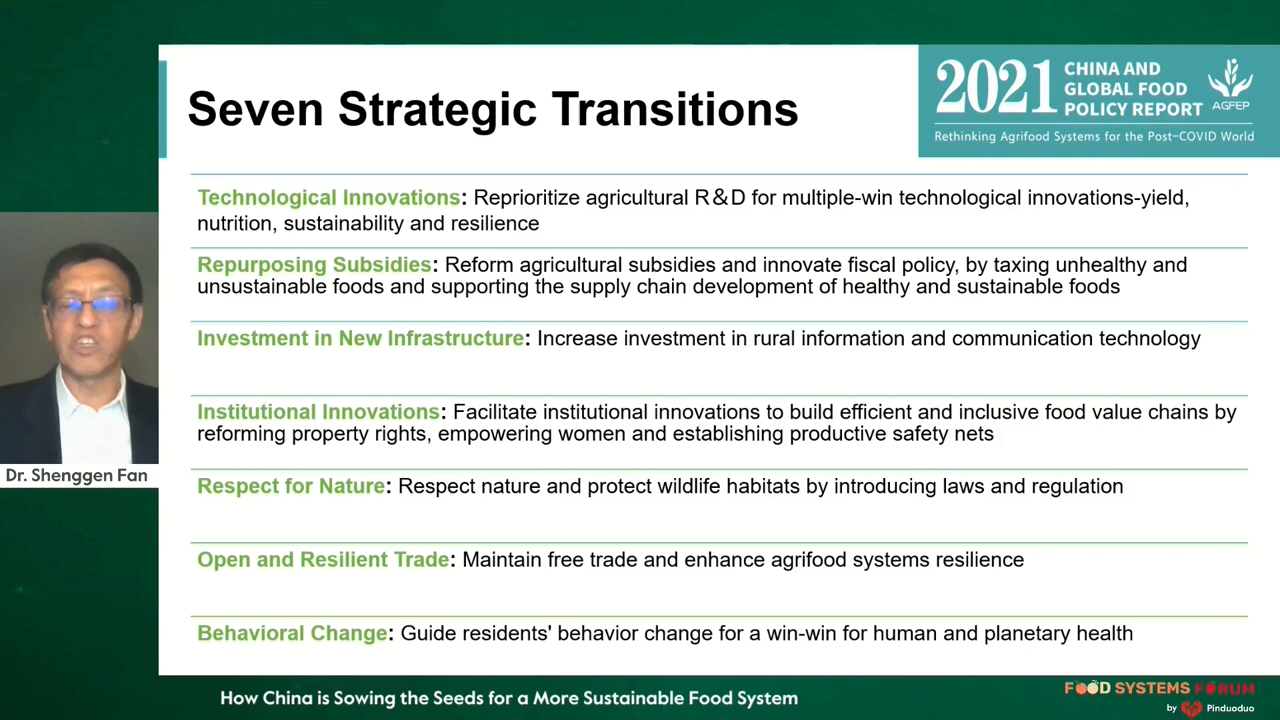 Seven Strategic Transitions
2021 CHINA AND
GLOBAL FOOD
POLICY REPORT
AGFEP
Rethinking Agrifood Systems for the Post-COVID World
Technological Innovations: Reprioritize agricultural R&D for multiple-win technological innovations-yield,
nutrition, sustainability and resilience
Repurposing Subsidies: Reform agricultural subsidies and innovate fiscal policy, by taxing unhealthy and
unsustainable foods and supporting the supply chain development of healthy and sustainable foods
Investment in New Infrastructure: Increase investment in rural information and communication technology
Institutional Innovations: Facilitate institutional innovations to build efficient and inclusive food value chains by
reforming property rights, empowering women and establishing productive safety nets
Dr. Shenggen Fan
Respect for Nature: Respect nature and protect wildlife habitats by introducing laws and regulation
Open and Resilient Trade: Maintain free trade and enhance agrifood systems resilience
Behavioral Change: Guide residents' behavior change for a win-win for human and planetary health
How China is Sowing the Seeds for a More Sustainable Food System
FOOD SYSTEMS FORUM
by Pinduoduo